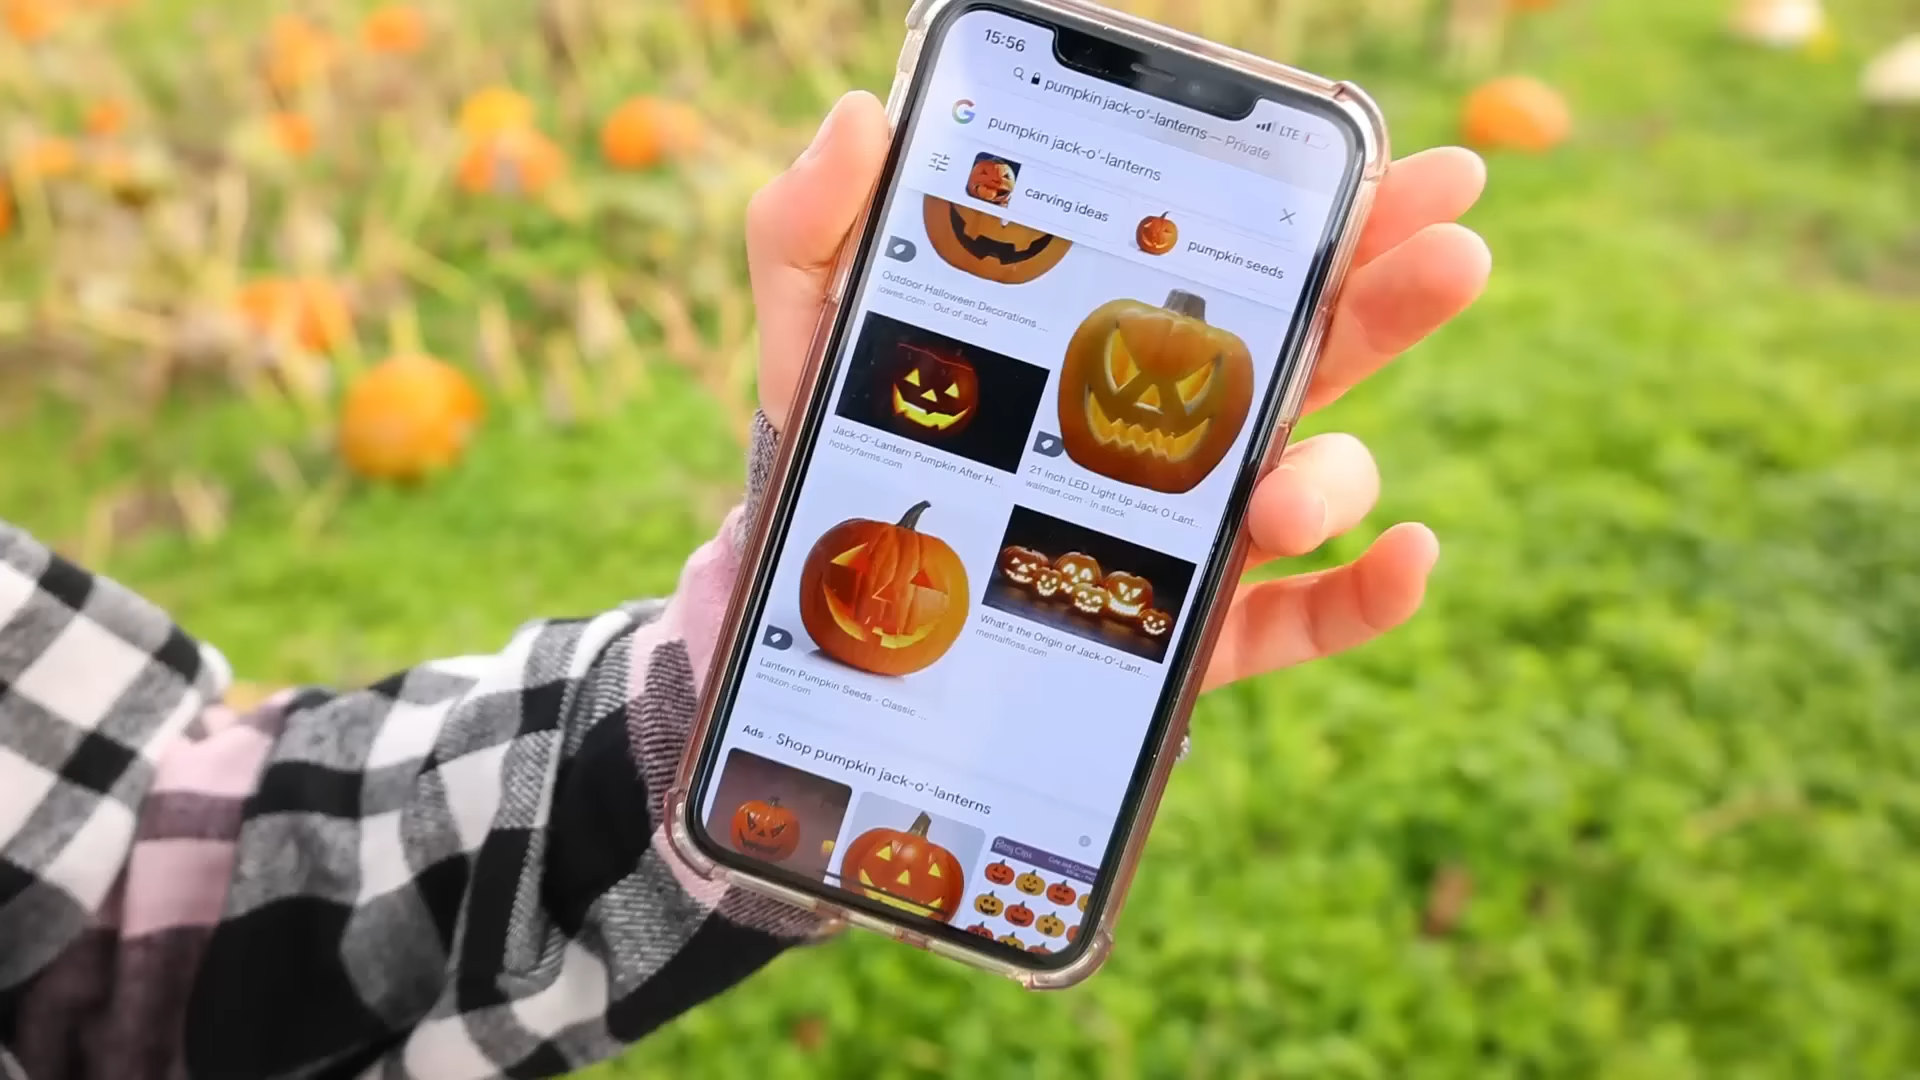 15:56
LTE
pumpkin jack-o'-lanterns — Private
pumpkin jack-o'-lanterns
carving ideas
pumpkin seeds
Outdoor Halloween Decorations ...
lowes.com - Out of stock
Jack-O'-Lantern Pumpkin After H...
hobbyfarms.com
21 Inch LED Light Up Jack O Lant...
walmart.com - In stock
Lantern Pumpkin Seeds - Classic ...
amazon.com
What's the Origin of Jack-O'-Lant...
mentalfloss.com
Ads · Shop pumpkin jack-o'-lanterns